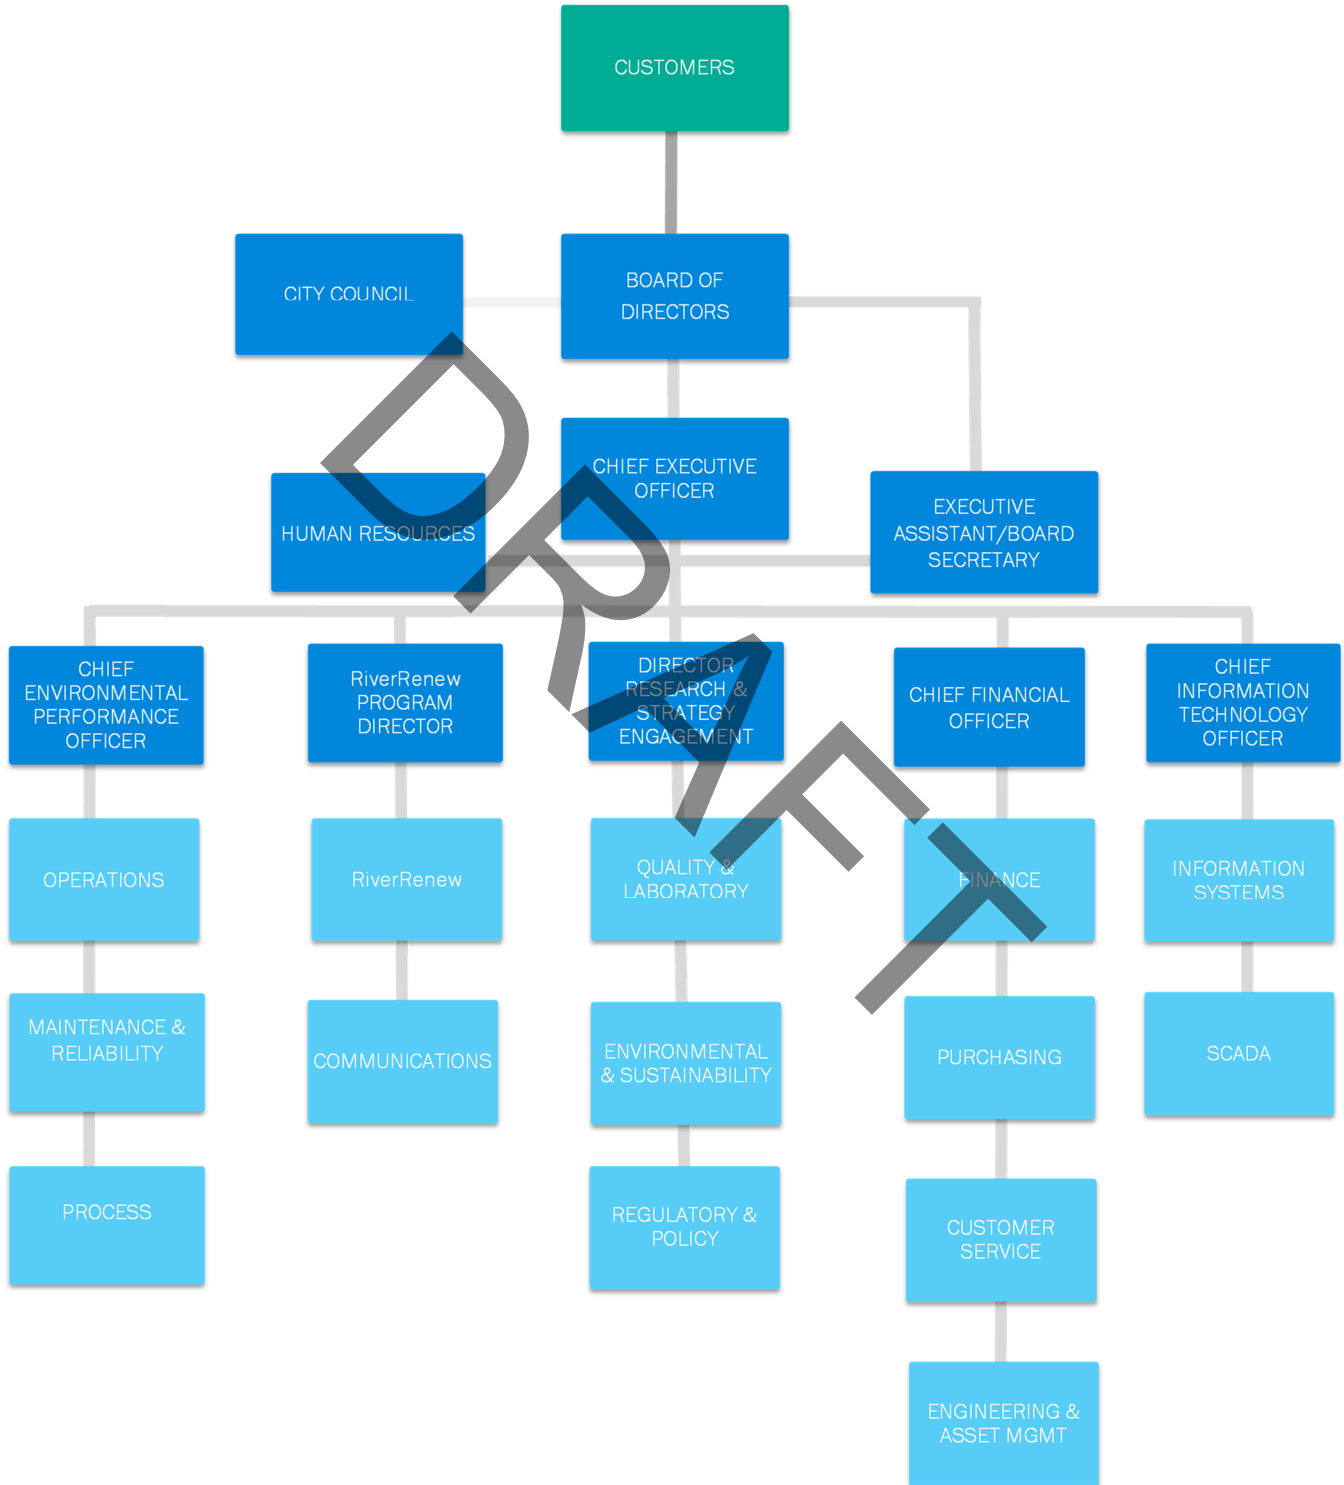 CUSTOMERS
CITY COUNCIL
BOARD OF
DIRECTORS
CHIEF EXECUTIVE
OFFICER
HUMAN RESOURCES
EXECUTIVE
ASSISTANT/BOARD
SECRETARY
CHIEF
ENVIRONMENTAL
PERFORMANCE
OFFICER
RiverRenew
PROGRAM
DIRECTOR
DIRECTOR
RESEARCH &
STRATEGY
ENGAGEMENT
CHIEF FINANCIAL
OFFICER
CHIEF
INFORMATION
TECHNOLOGY
OFFICER
OPERATIONS
RiverRenew
QUALITY &
LABORATORY
FINANCE
INFORMATION
SYSTEMS
MAINTENANCE &
RELIABILITY
COMMUNICATIONS
ENVIRONMENTAL
& SUSTAINABILITY
PURCHASING
SCADA
PROCESS
REGULATORY &
POLICY
CUSTOMER
SERVICE
ENGINEERING &
ASSET MGMT
DRAFT